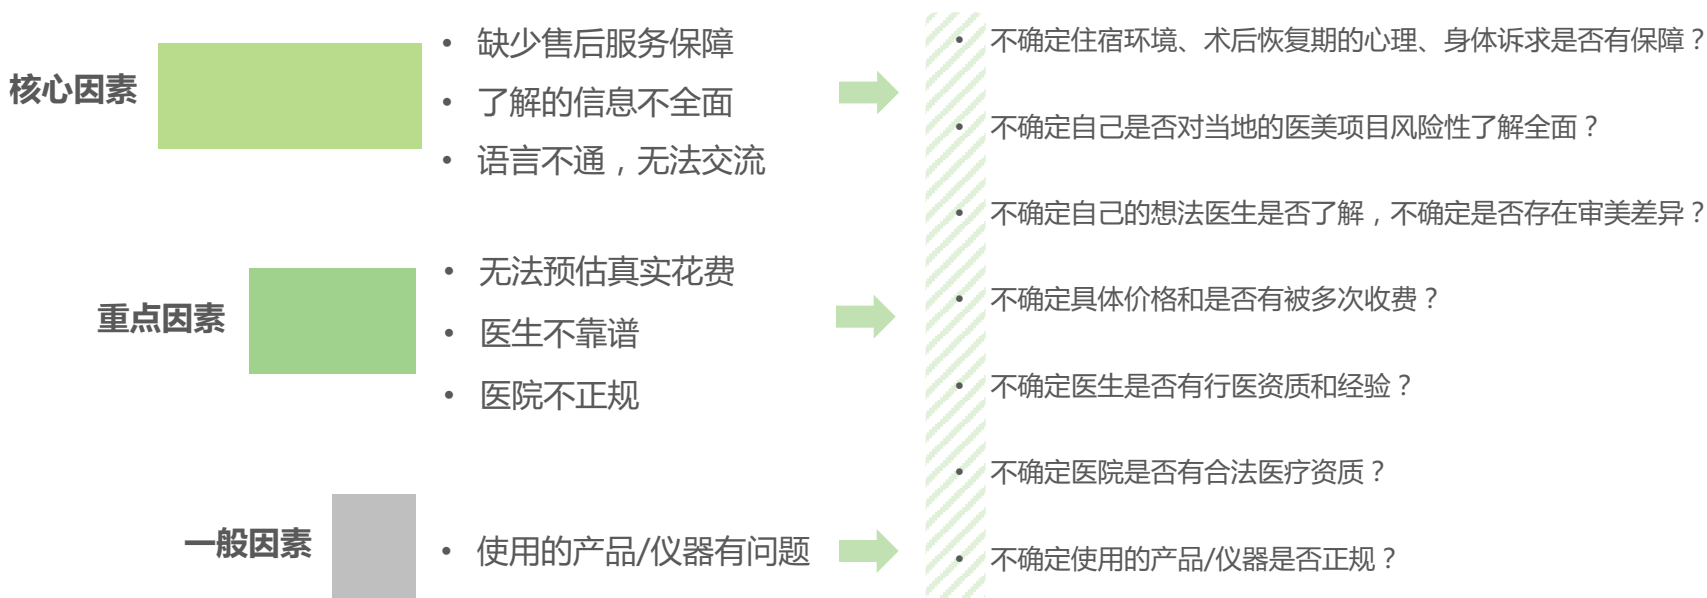 核心因素
• 缺少售后服务保障
• 了解的信息不全面
• 语言不通，无法交流
• 不确定住宿环境、术后恢复期的心理、身体诉求是否有保障？
• 不确定自己是否对当地的医美项目风险性了解全面？
• 不确定自己的想法医生是否了解，不确定是否存在审美差异？
重点因素
• 无法预估真实花费
• 医生不靠谱
• 医院不正规
• 不确定具体价格和是否有被多次收费？
• 不确定医生是否有行医资质和经验？
• 不确定医院是否有合法医疗资质？
一般因素
• 使用的产品/仪器有问题
• 不确定使用的产品/仪器是否正规？